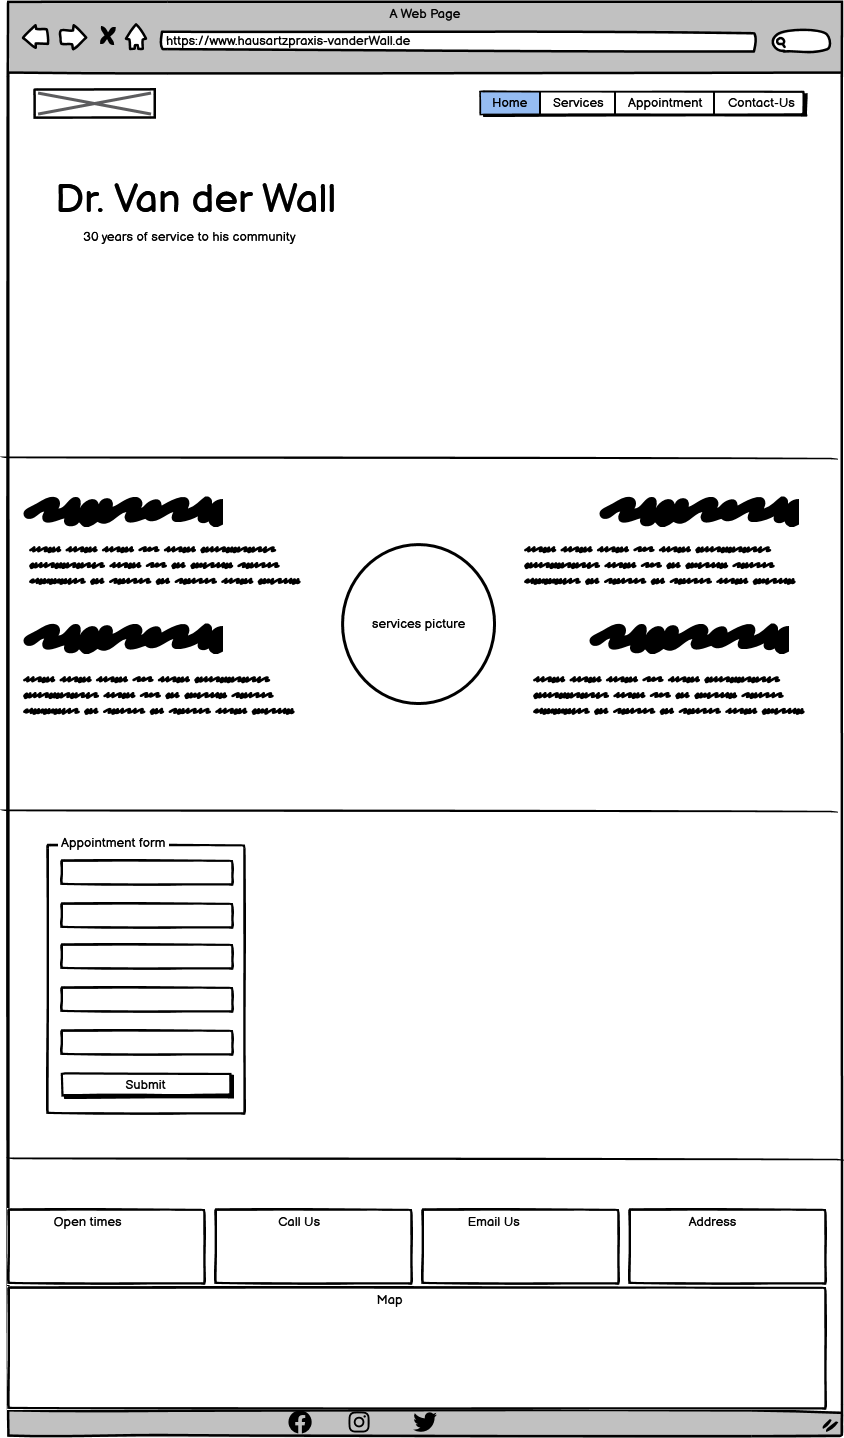 A Web Page
https://www.hausartzpraxis-vanderWall.de
Home Services Appointment Contact-Us
Dr. Van der Wall
30 years of service to his community
services picture
Appointment form
Submit
Open times Call Us Email Us Address
Map